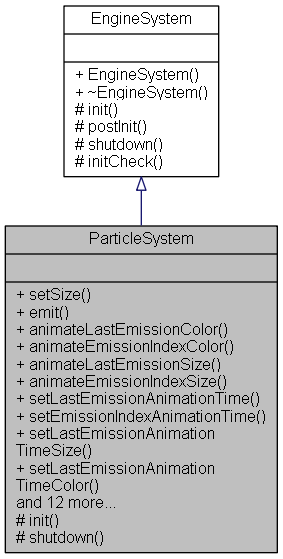 EngineSystem
+ EngineSystem()
+ ~EngineSystem()
# init()
# postInit()
# shutdown()
# initCheck()
ParticleSystem
+ setSize()
+ emit()
+ animateLastEmissionColor()
+ animateEmissionIndexColor()
+ animateLastEmissionSize()
+ animateEmissionIndexSize()
+ setLastEmissionAnimationTime()
+ setEmissionIndexAnimationTime()
+ setLastEmissionAnimation
TimeSize()
+ setLastEmissionAnimation
TimeColor()
and 12 more...
# init()
# shutdown()